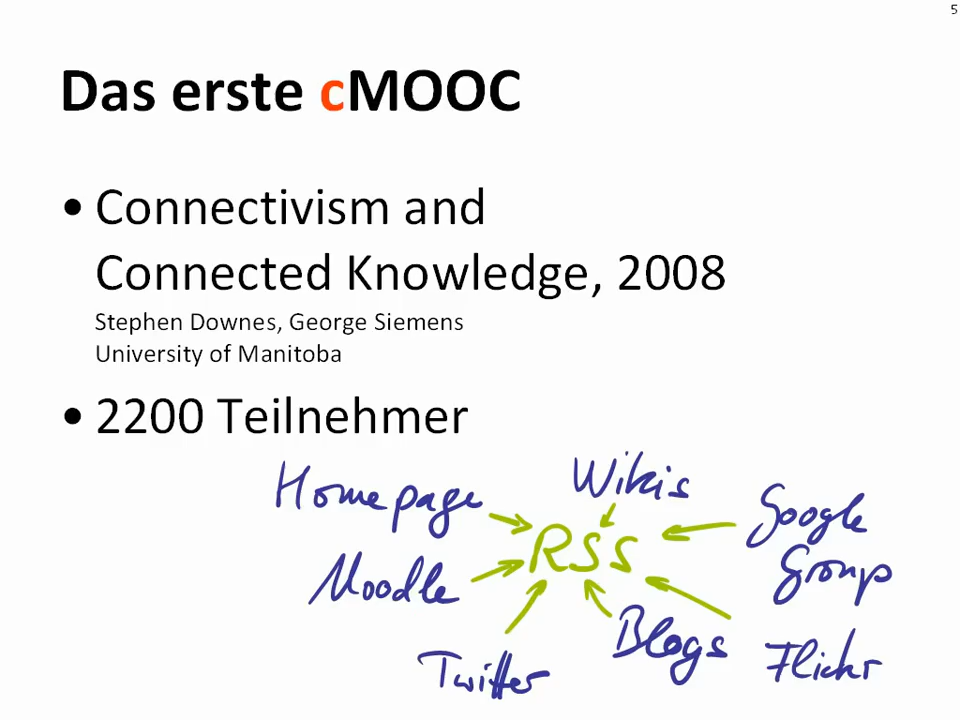 5
Das erste cMOOC
• Connectivism and
Connected Knowledge, 2008
Stephen Downes, George Siemens
University of Manitoba
• 2200 Teilnehmer
Homepage
Wikis
Google
Groups
RSS
Moodle
Twitter
Blogs
Flickr